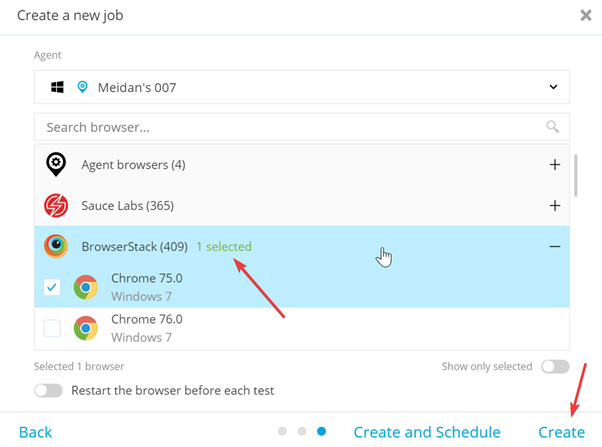 Create a new job
Agent
Meidan's 007
Search browser...
Agent browsers (4)
Sauce Labs (365)
BrowserStack (409) 1 selected
Chrome 75.0
Windows 7
Chrome 76.0
Windows 7
Selected 1 browser Show only selected
Restart the browser before each test
Back Create and Schedule Create